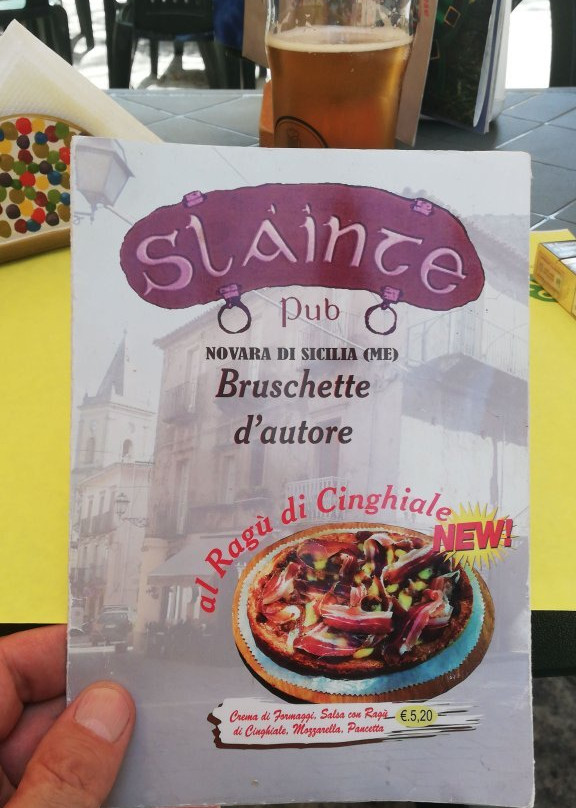 Sláinte
Pub
NOVARA DI SICILIA (ME)
Bruschette
d'autore
al Ragù di Cinghiale
NEW!
Crema di Formaggi, Salsa con Ragù
di Cinghiale, Mozzarella, Pancetta
€.5,20